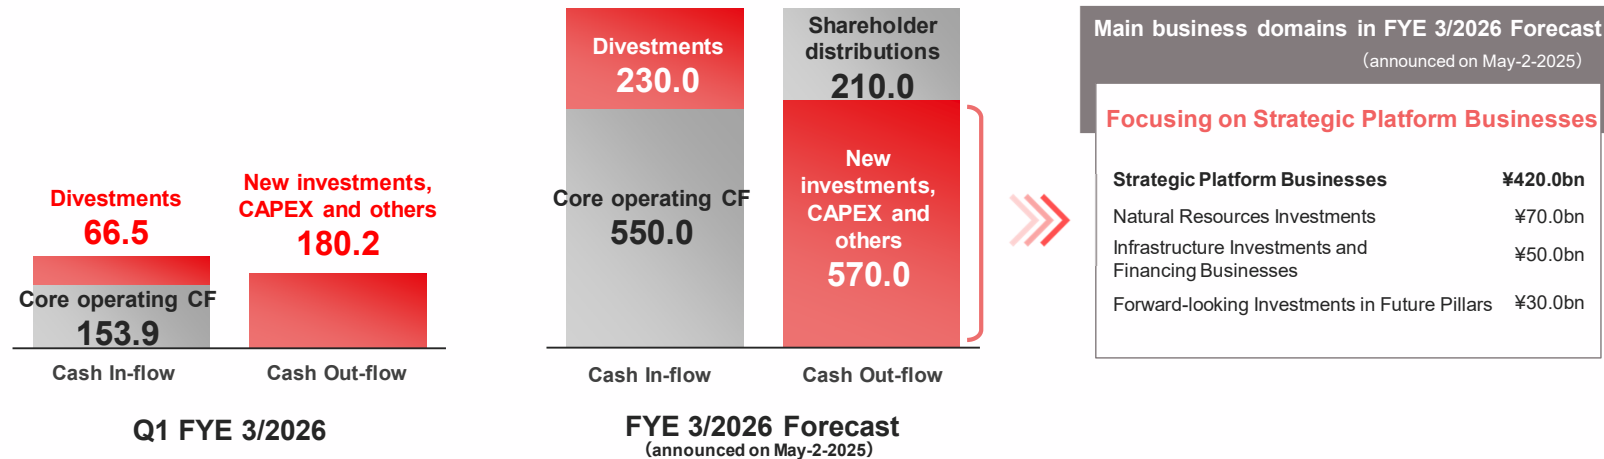 Divestments
66.5
Core operating CF
153.9
Cash In-flow
New investments,
CAPEX and others
180.2
Cash Out-flow
Q1 FYE 3/2026
Divestments
230.0
Core operating CF
550.0
Cash In-flow
Shareholder
distributions
210.0
New
investments,
CAPEX and
others
570.0
Cash Out-flow
FYE 3/2026 Forecast
(announced on May-2-2025)
Main business domains in FYE 3/2026 Forecast
(announced on May-2-2025)
Focusing on Strategic Platform Businesses
Strategic Platform Businesses ¥420.0bn
Natural Resources Investments ¥70.0bn
Infrastructure Investments and
Financing Businesses ¥50.0bn
Forward-looking Investments in Future Pillars ¥30.0bn